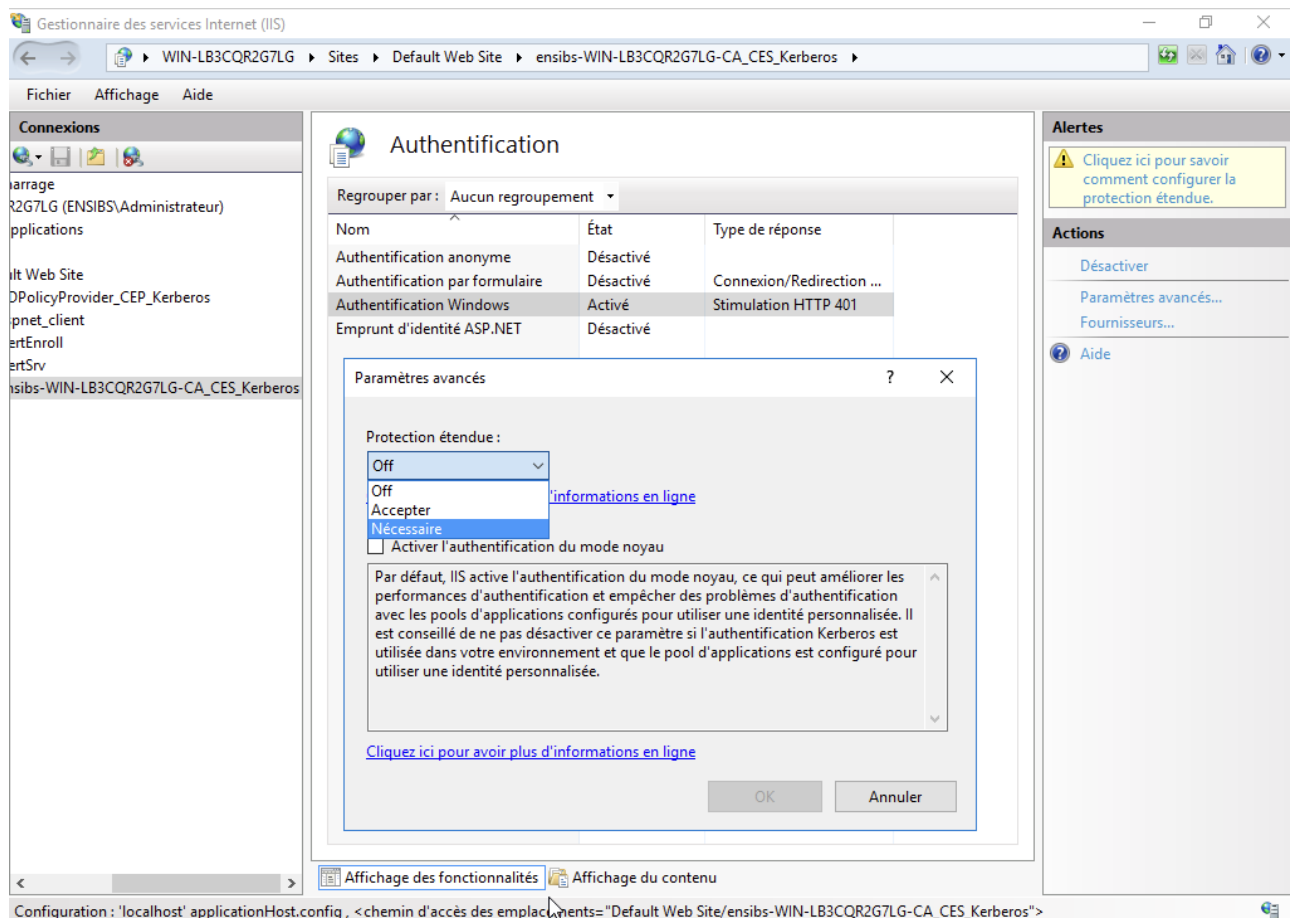 Gestionnaire des services Internet (IIS)
WIN-LB3CQR2G7LG Sites Default Web Site ensibs-WIN-LB3CQR2G7LG-CA_CES_Kerberos
Fichier Affichage Aide
Connexions
arrage
R2G7LG (ENSIBS\Administrateur)
pplications
ult Web Site
DPolicyProvider_CEP_Kerberos
spnet_client
ertEnroll
ertSrv
nsibs-WIN-LB3CQR2G7LG-CA_CES_Kerberos
Authentification
Regrouper par : Aucun regroupement
Nom État Type de réponse
Authentification anonyme Désactivé
Authentification par formulaire Désactivé Connexion/Redirection ...
Authentification Windows Activé Stimulation HTTP 401
Emprunt d'identité ASP.NET Désactivé
Paramètres avancés
?
Protection étendue :
Off
Off
Accepter
Nécessaire
'informations en ligne
Activer l'authentification du mode noyau
Par défaut, IIS active l'authentification du mode noyau, ce qui peut améliorer les
performances d'authentification et empêcher des problèmes d'authentification
avec les pools d'applications configurés pour utiliser une identité personnalisée. Il
est conseillé de ne pas désactiver ce paramètre si l'authentification Kerberos est
utilisée dans votre environnement et que le pool d'applications est configuré pour
utiliser une identité personnalisée.
Cliquez ici pour avoir plus d'informations en ligne
OK Annuler
Alertes
Cliquez ici pour savoir
comment configurer la
protection étendue.
Actions
Désactiver
Paramètres avancés...
Fournisseurs...
Aide
Affichage des fonctionnalités Affichage du contenu
Configuration : 'localhost' applicationHost.config , <chemin d'accès des emplacements="Default Web Site/ensibs-WIN-LB3CQR2G7LG-CA_CES_Kerberos">